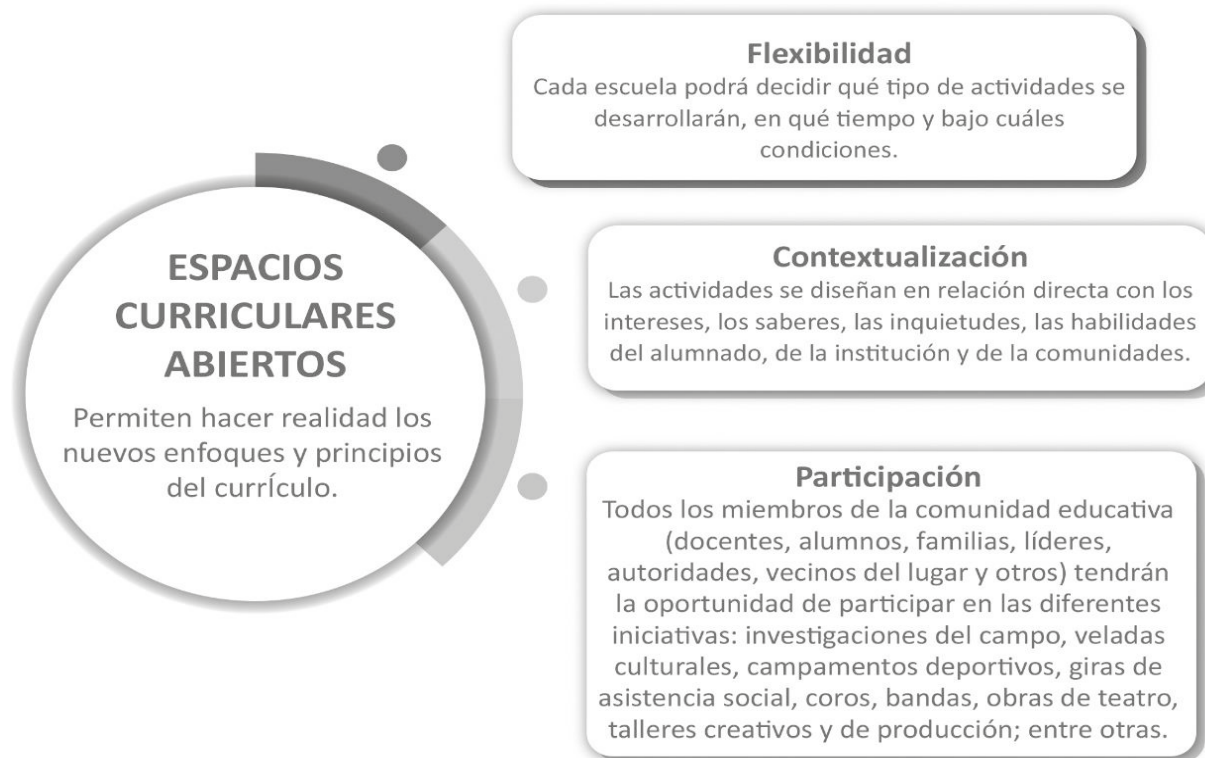 ESPACIOS
CURRICULARES
ABIERTOS
Permiten hacer realidad los
nuevos enfoques y principios
del currÍculo.
Flexibilidad
Cada escuela podrá decidir qué tipo de actividades se
desarrollarán, en qué tiempo y bajo cuáles
condiciones.
Contextualización
Las actividades se diseñan en relación directa con los
intereses, los saberes, las inquietudes, las habilidades
del alumnado, de la institución y de la comunidades.
Participación
Todos los miembros de la comunidad educativa
(docentes, alumnos, familias, líderes,
autoridades, vecinos del lugar y otros) tendrán
la oportunidad de participar en las diferentes
iniciativas: investigaciones del campo, veladas
culturales, campamentos deportivos, giras de
asistencia social, coros, bandas, obras de teatro,
talleres creativos y de producción; entre otras.